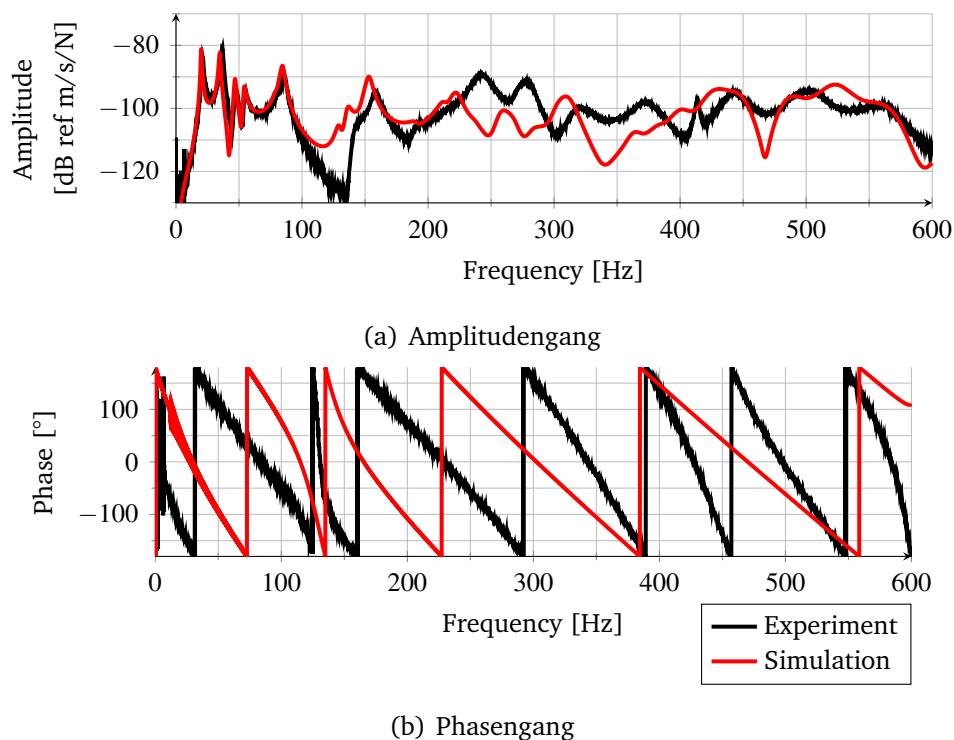 −80
−100
−120
Amplitude
[dB ref m/s/N]
0 100 200 300 400 500 600
Frequency [Hz]
(a) Amplitudengang
100
0
−100
Phase [°]
0 100 200 300 400 500 600
Frequency [Hz]
Experiment
Simulation
(b) Phasengang